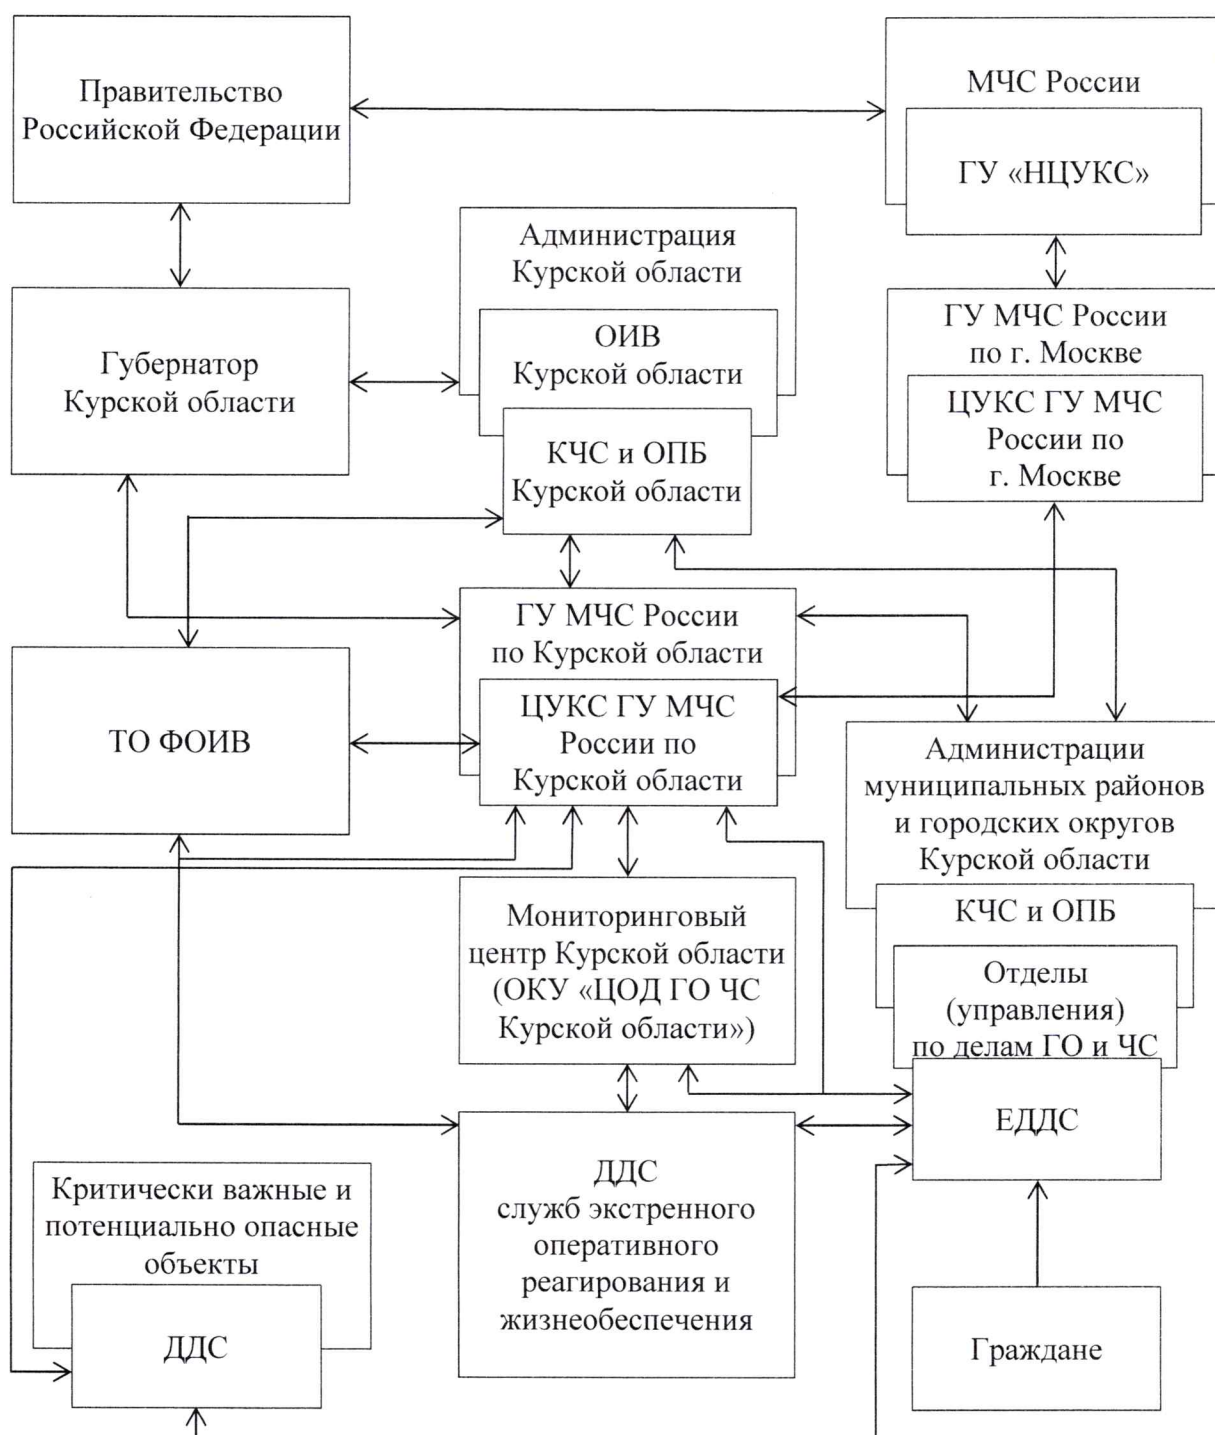 Правительство
Российской Федерации
МЧС России
ГУ «НЦУКС»
Администрация
Курской области
ОИВ
Курской области
КЧС и ОПБ
Курской области
Губернатор
Курской области
ГУ МЧС России
по г. Москве
ЦУКС ГУ МЧС
России по
г. Москве
ГУ МЧС России
по Курской области
ЦУКС ГУ МЧС
России по
Курской области
ТО ФОИВ
Администрации
муниципальных районов
и городских округов
Курской области
КЧС и ОПБ
Отделы
(управления)
по делам ГО и ЧС
ЕДДС
Мониторинговый
центр Курской области
(ОКУ «ЦОД ГО ЧС
Курской области»)
Критически важные и
потенциально опасные
объекты
ДДС
ДДС
служб экстренного
оперативного
реагирования и
жизнеобеспечения
Граждане